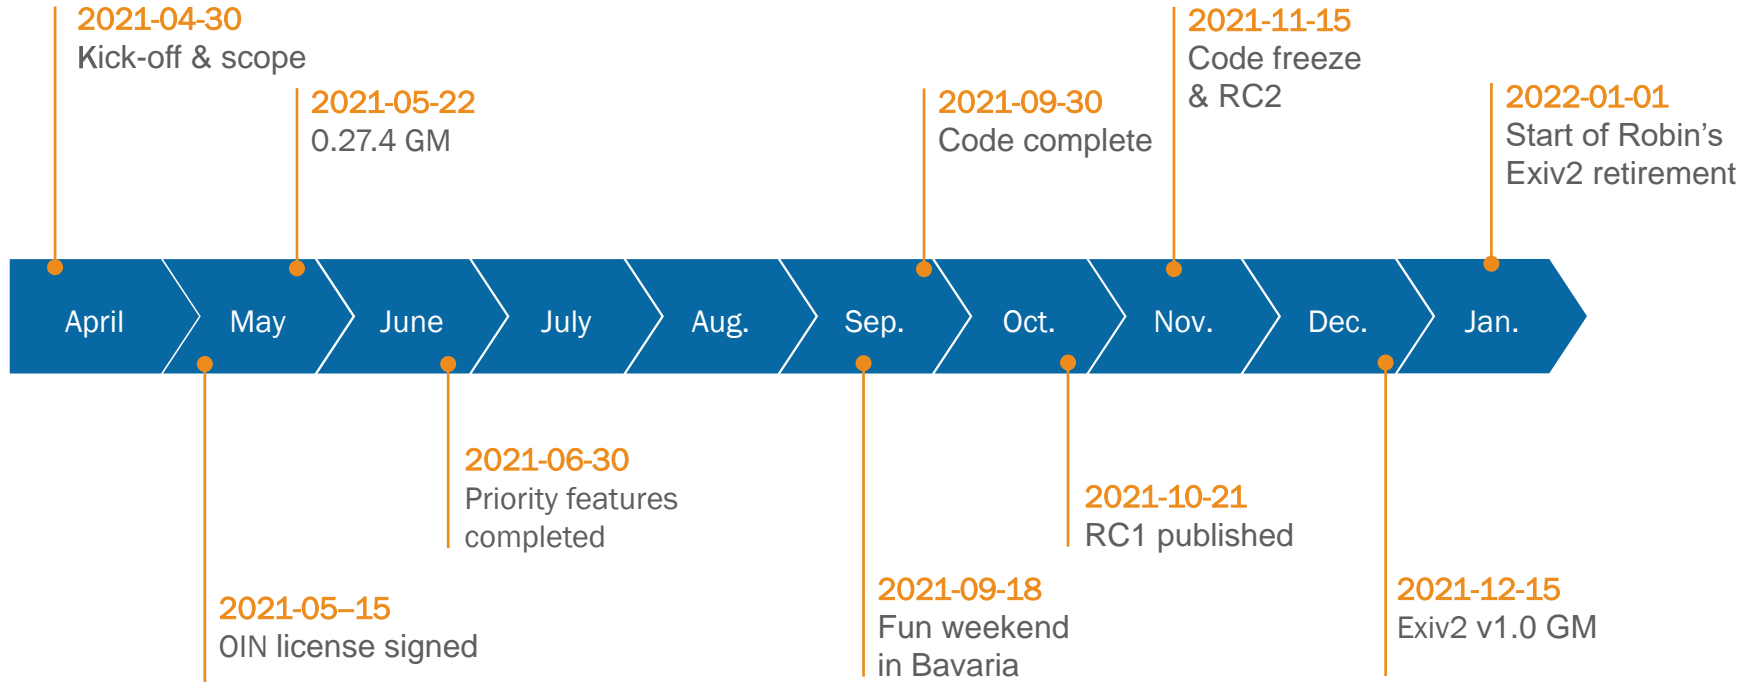 2021-04-30
Kick-off & scope
2021-05-22
0.27.4 GM
2021-09-30
Code complete
2021-11-15
Code freeze
& RC2
2022-01-01
Start of Robin’s
Exiv2 retirement
April
May
June
July
Aug.
Sep.
Oct.
Nov.
Dec.
Jan.
2021-05–15
OIN license signed
2021-06-30
Priority features
completed
2021-09-18
Fun weekend
in Bavaria
2021-10-21
RC1 published
2021-12-15
Exiv2 v1.0 GM